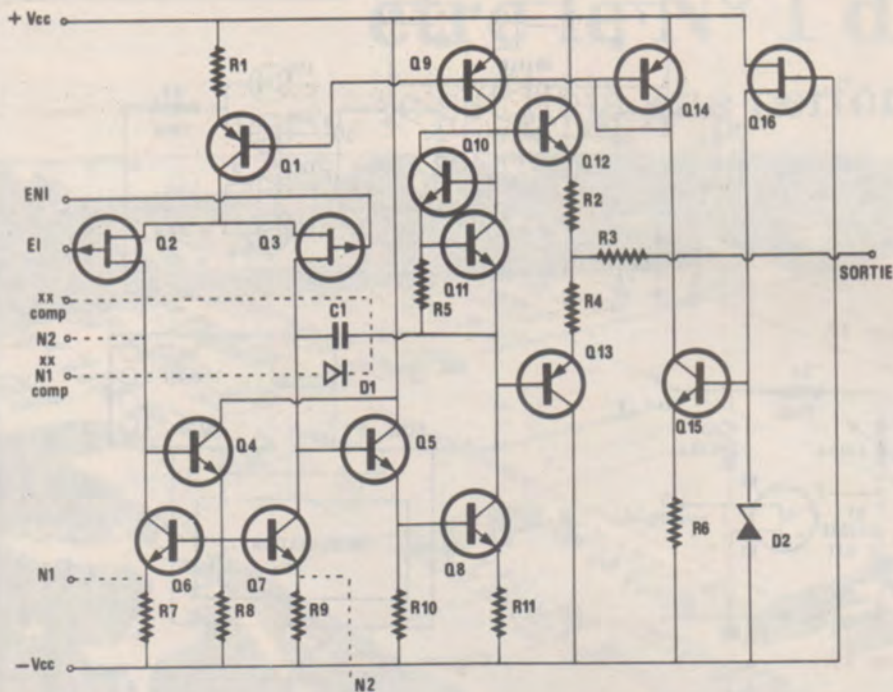 + Vcc
R1
Q9
Q14
Q16
Q1
Q10
Q12
ENI
R2
EI
Q2
Q3
R3
Q11
SORTIE
xx
comp
C1
R5
R4
N2
xx
N1
comp
D1
Q13
Q15
Q4
Q5
R6
D2
N1
Q6
Q7
Q8
R7
R8
R9
R10
R11
-Vcc
N2